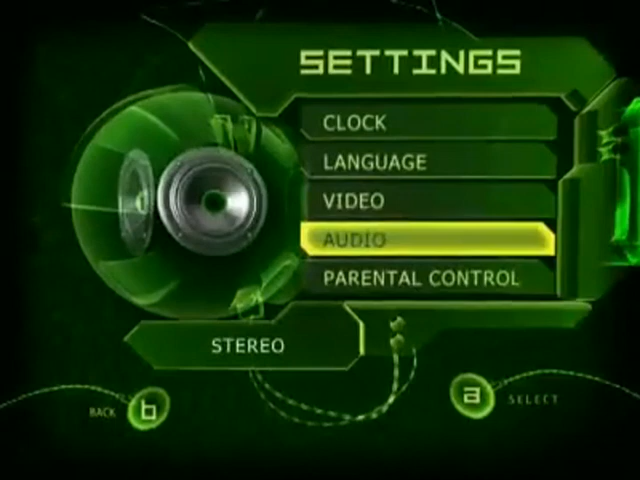 SETTINGS
CLOCK
LANGUAGE
VIDEO
AUDIO
PARENTAL CONTROL
STEREO
BACK b
a SELECT